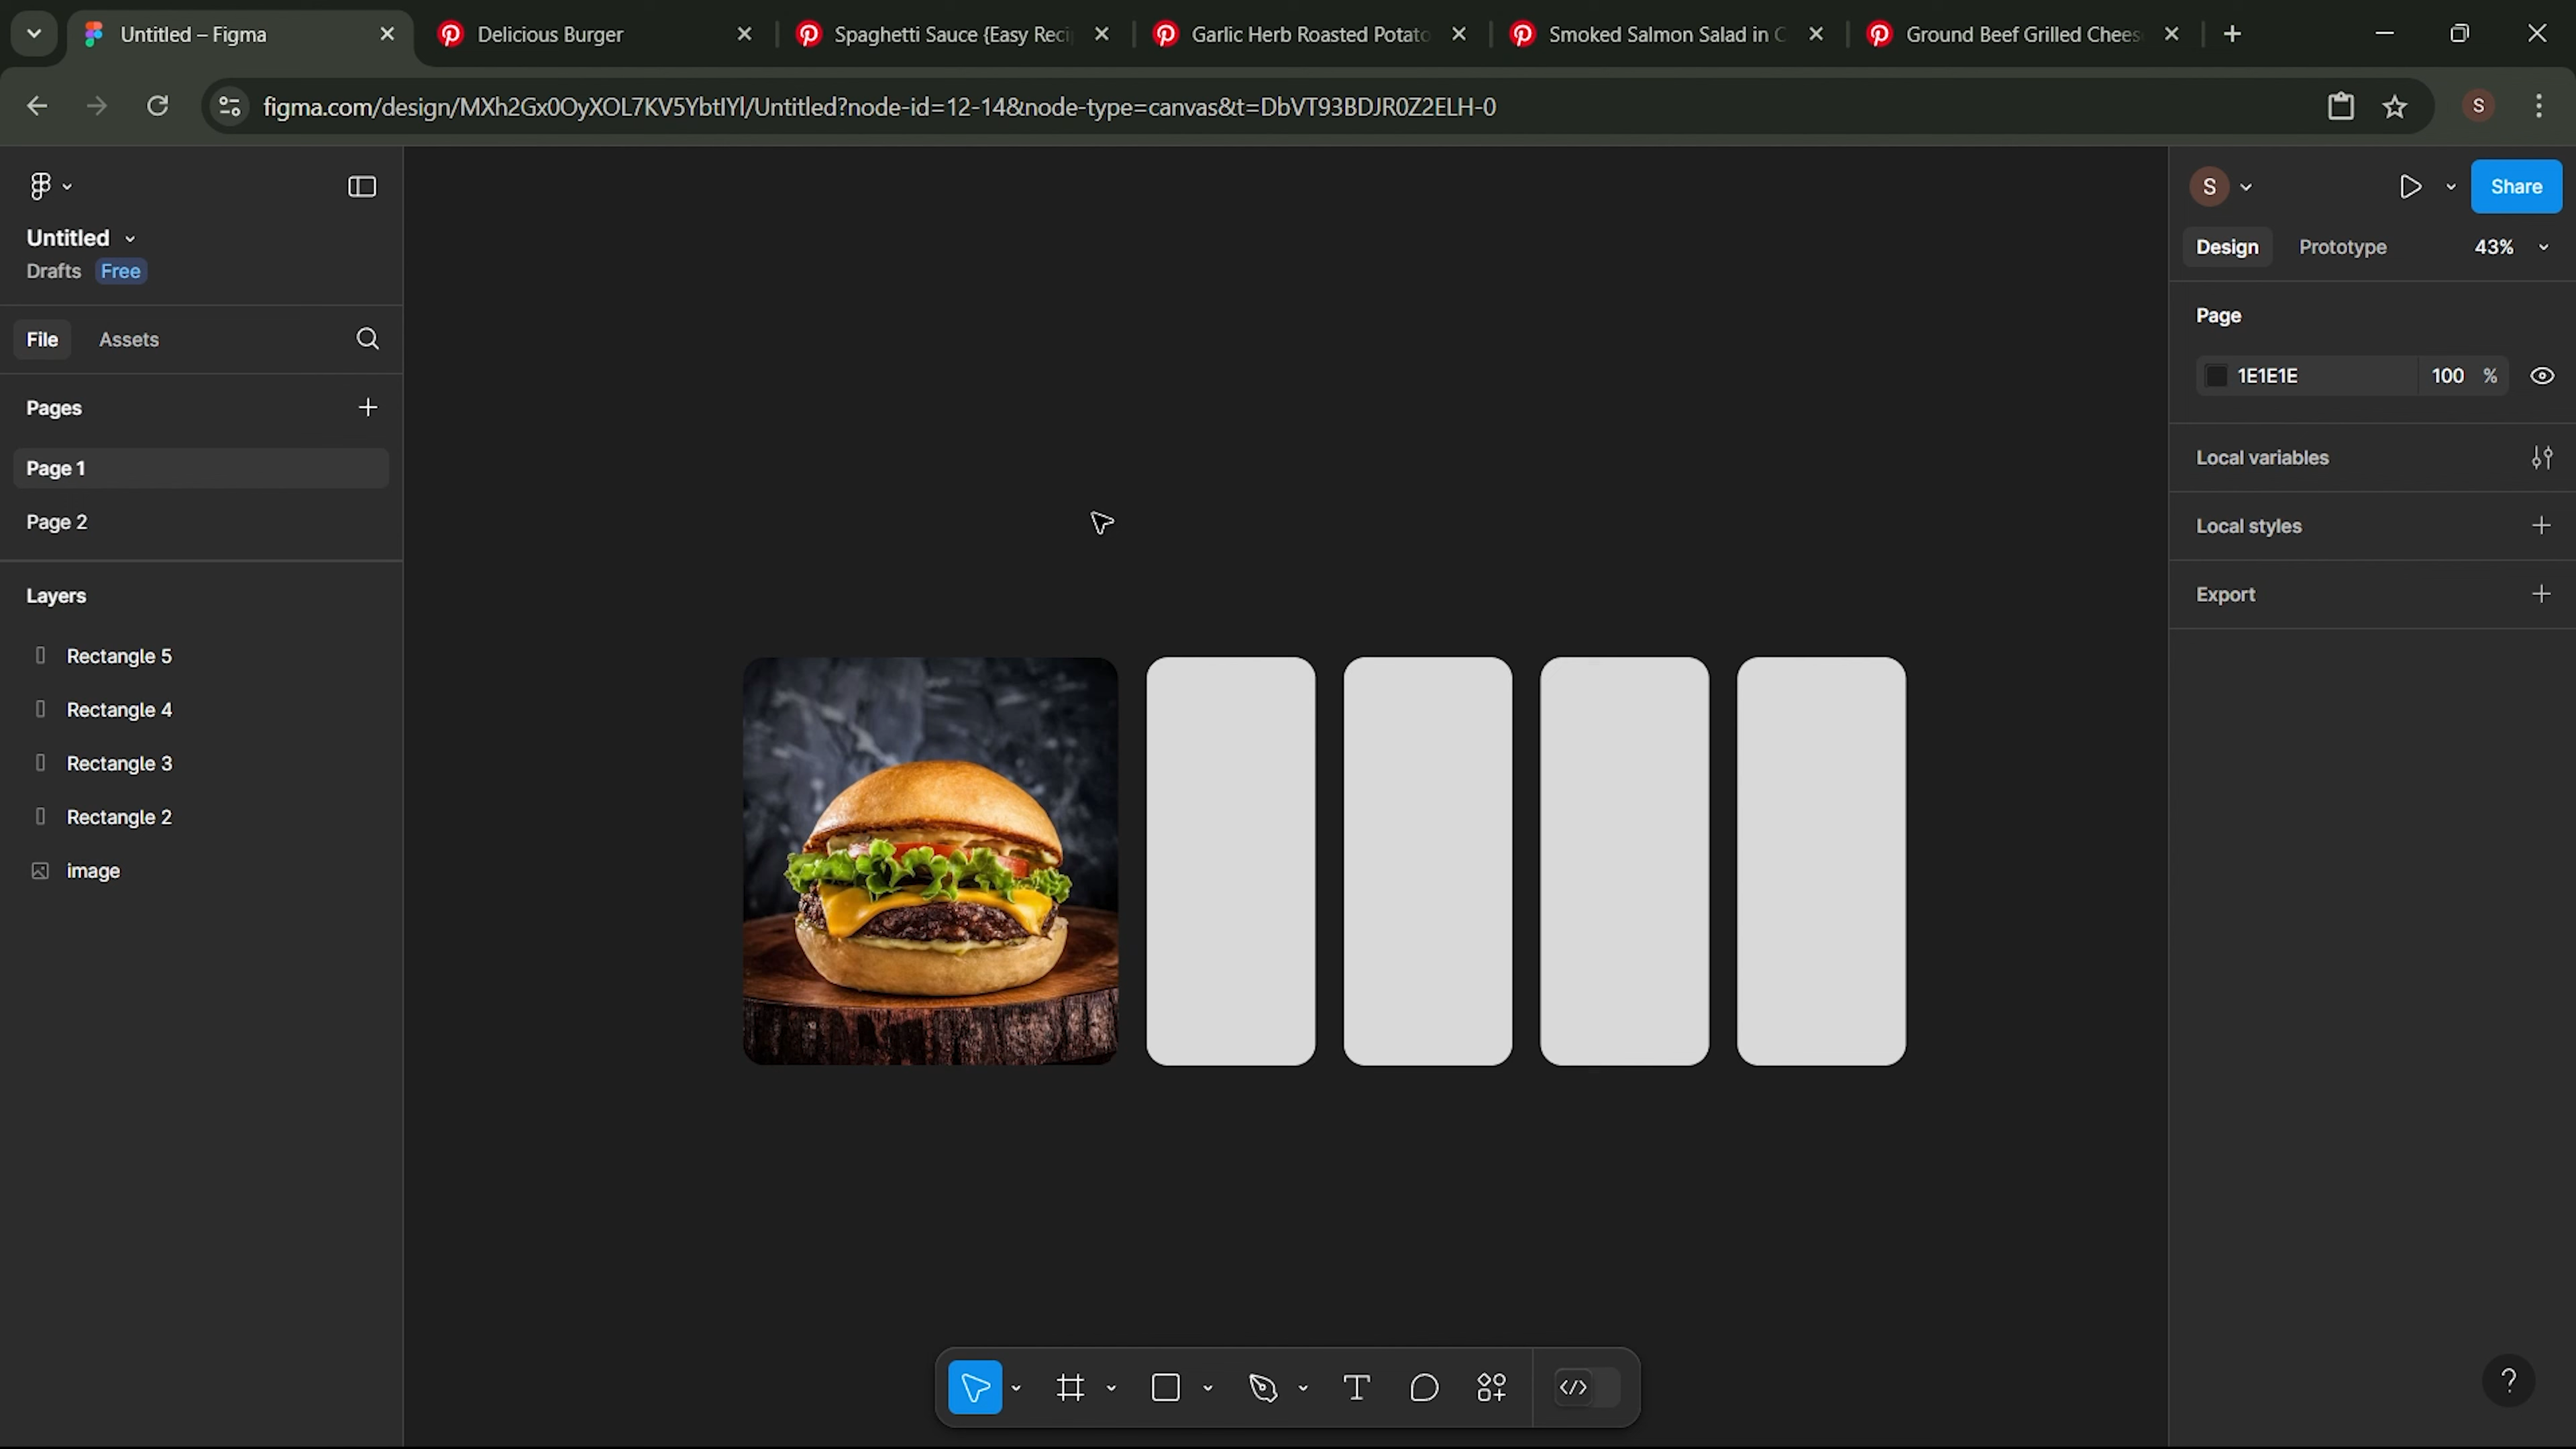 Untitled – Figma
Delicious Burger
Spaghetti Sauce {Easy Reci
Garlic Herb Roasted Potato
Smoked Salmon Salad in C
Ground Beef Grilled Chees
figma.com/design/MXh2Gx0OyXOL7KV5YbtIYl/Untitled?node-id=12-14&node-type=canvas&t=DbVT93BDJR0Z2ELH-0
S
Untitled
Drafts Free
File Assets
Pages
Page 1
Page 2
Layers
Rectangle 5
Rectangle 4
Rectangle 3
Rectangle 2
image
S
Share
Design Prototype 43%
Page
1E1E1E 100 %
Local variables
Local styles
Export
?